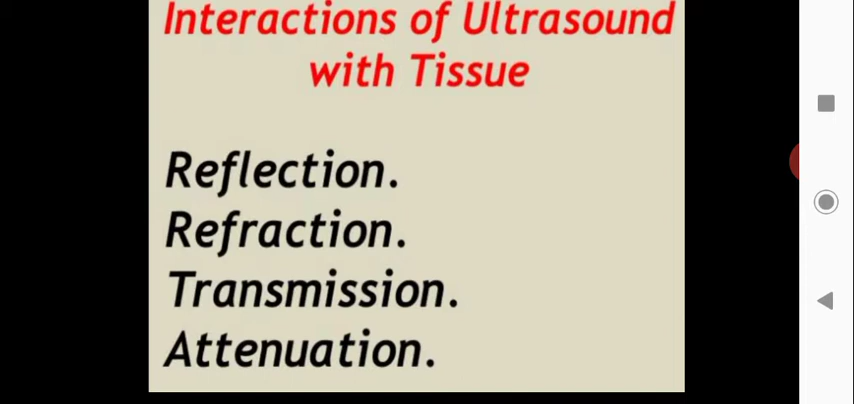 Interactions of Ultrasound
with Tissue
Reflection.
Refraction.
Transmission.
Attenuation.